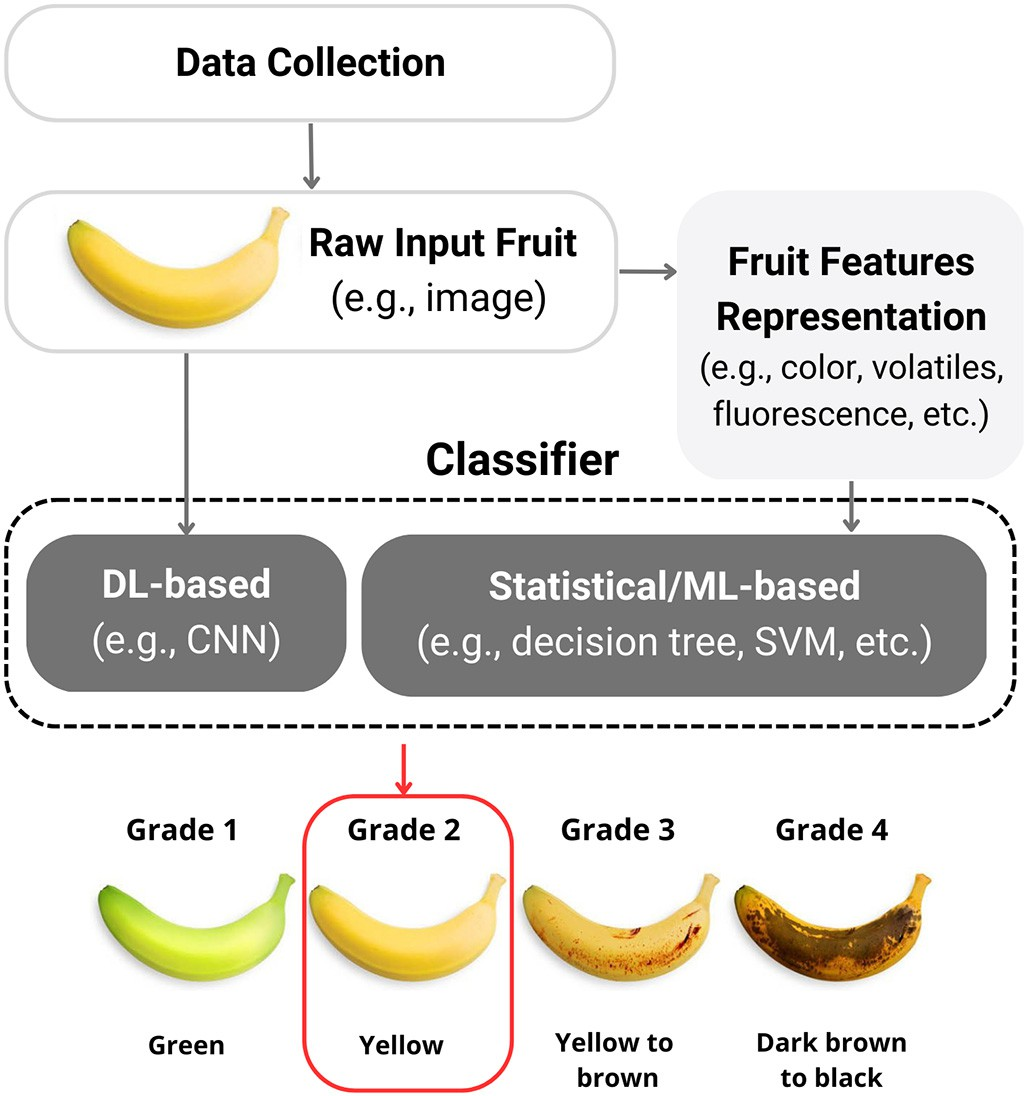 Data Collection
Raw Input Fruit
(e.g., image)
Fruit Features
Representation
(e.g., color, volatiles,
fluorescence, etc.)
Classifier
DL-based
(e.g., CNN)
Statistical/ML-based
(e.g., decision tree, SVM, etc.)
Grade 1
Grade 2
Grade 3
Grade 4
Green
Yellow
Yellow to
brown
Dark brown
to black